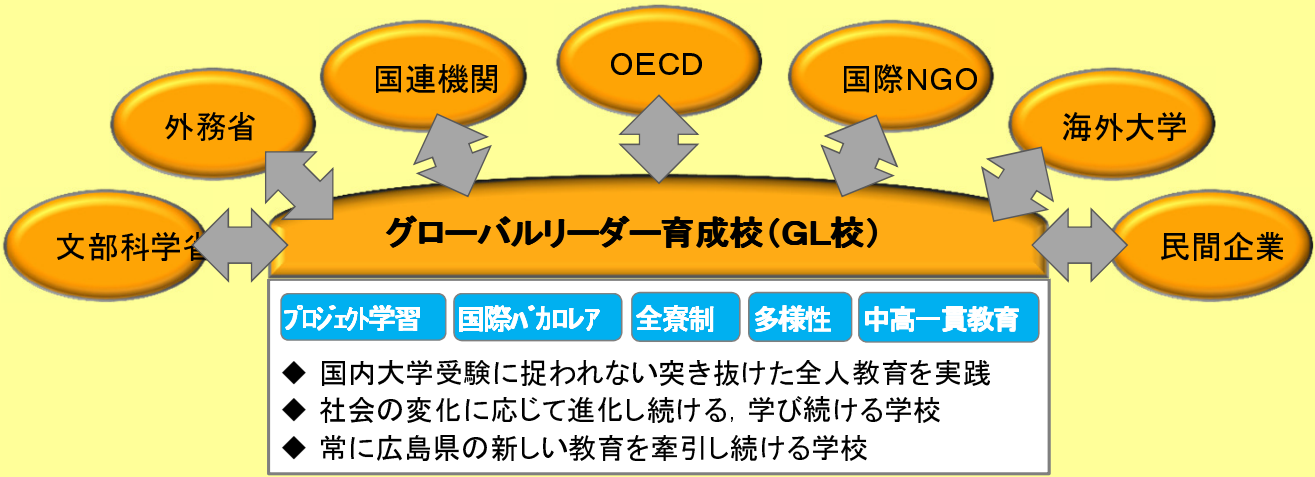 OECD
国連機関
国際NGO
外務省
海外大学
文部科学省
グローバルリーダー育成校(GL校)
民間企業
プロジェクト学習
国際バカロレア
全寮制
多様性
中高一貫教育
◆ 国内大学受験に捉われない突き抜けた全人教育を実践
◆ 社会の変化に応じて進化し続ける,学び続ける学校
◆ 常に広島県の新しい教育を牽引し続ける学校